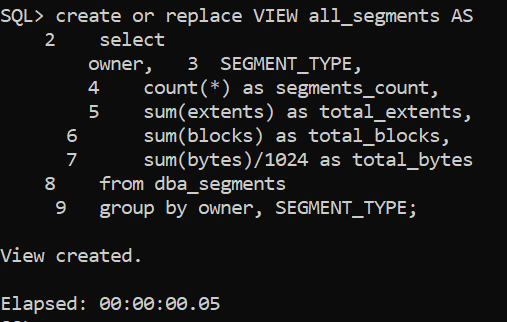 SQL> create or replace VIEW all_segments AS
2 select
owner, 3 SEGMENT_TYPE,
4 count(*) as segments_count,
5 sum(extents) as total_extents,
6 sum(blocks) as total_blocks,
7 sum(bytes)/1024 as total_bytes
8 from dba_segments
9 group by owner, SEGMENT_TYPE;
View created.
Elapsed: 00:00:00.05